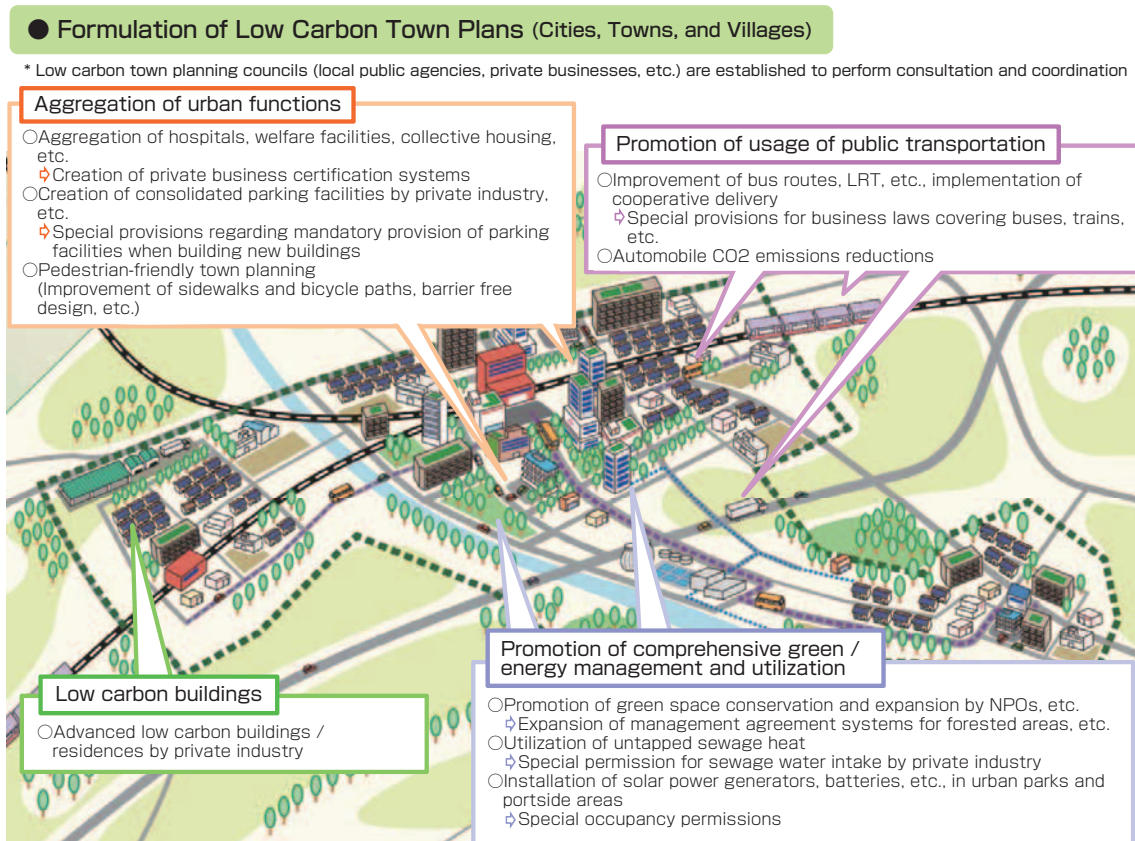 ● Formulation of Low Carbon Town Plans (Cities, Towns, and Villages)
* Low carbon town planning councils (local public agencies, private businesses, etc.) are established to perform consultation and coordination
Aggregation of urban functions
○Aggregation of hospitals, welfare facilities, collective housing,
etc.
⇨Creation of private business certification systems
○Creation of consolidated parking facilities by private industry,
etc.
⇨Special provisions regarding mandatory provision of parking
facilities when building new buildings
○Pedestrian-friendly town planning
(Improvement of sidewalks and bicycle paths, barrier free
design, etc.)
Promotion of usage of public transportation
○Improvement of bus routes, LRT, etc., implementation of
cooperative delivery
⇨Special provisions for business laws covering buses, trains,
etc.
○Automobile CO2 emissions reductions
Low carbon buildings
○Advanced low carbon buildings /
residences by private industry
Promotion of comprehensive green /
energy management and utilization
○Promotion of green space conservation and expansion by NPOs, etc.
⇨Expansion of management agreement systems for forested areas, etc.
○Utilization of untapped sewage heat
⇨Special permission for sewage water intake by private industry
○Installation of solar power generators, batteries, etc., in urban parks and
portside areas
⇨Special occupancy permissions